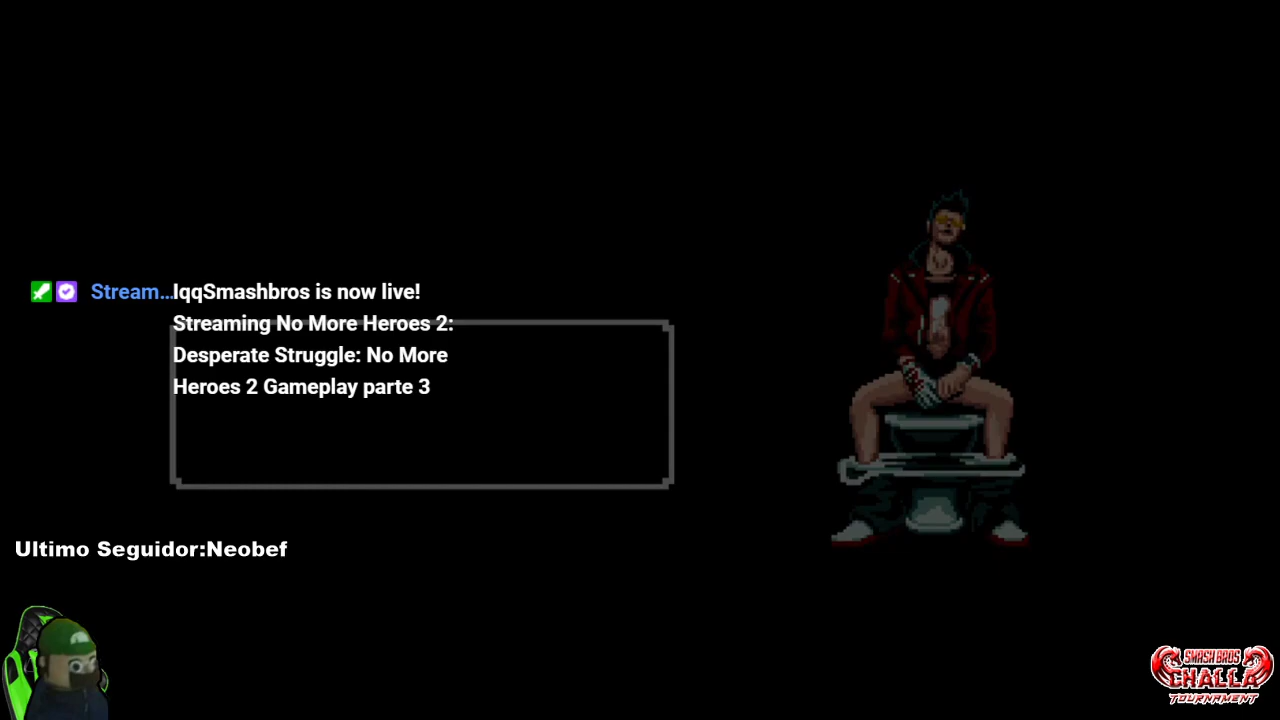 Stream...IqqSmashbros is now live!
Streaming No More Heroes 2:
Desperate Struggle: No More
Heroes 2 Gameplay parte 3
Ultimo Seguidor:Neobef
SMASH BROS
CHALLA
TOURNAMENT